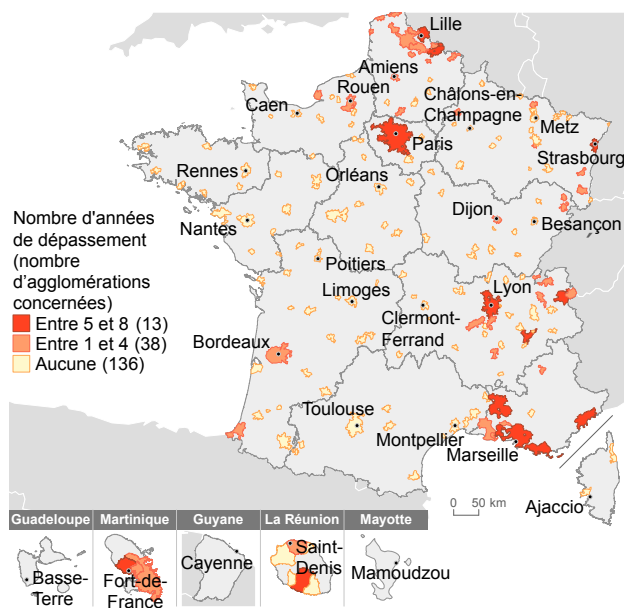 Lille
Amiens
Rouen
Caen
Châlons-en-
Champagne
Metz
Paris
Strasbourg
Rennes
Orléans
Nombre d'années
de dépassement
(nombre
d’agglomérations
concernées)
Entre 5 et 8 (13)
Entre 1 et 4 (38)
Aucune (136)
Nantes
Dijon
Besançon
Poitiers
Limoges
Lyon
Clermont-
Ferrand
Bordeaux
Toulouse
Montpellier
Marseille
0 50 km
Ajaccio
Guadeloupe Martinique Guyane La Réunion Mayotte
Basse-
Terre
Fort-de-
France
Cayenne
Saint-
Denis
Mamoudzou